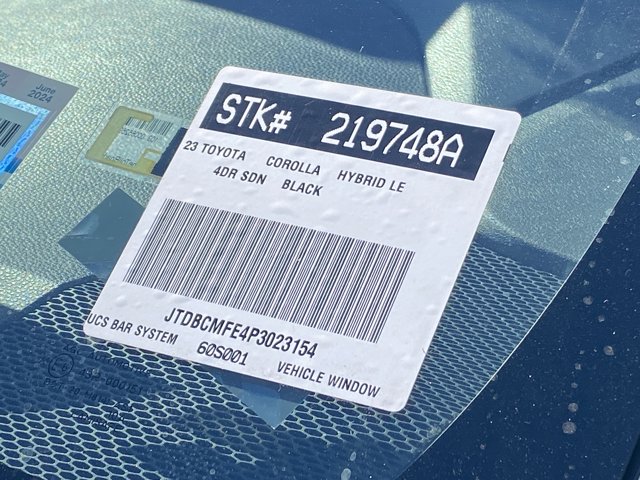 June
2024
STK# 219748A
23 TOYOTA COROLLA HYBRID LE
4DR SDN BLACK
JTDBCMFE4P3023154
UCS BAR SYSTEM 60S001 VEHICLE WINDOW